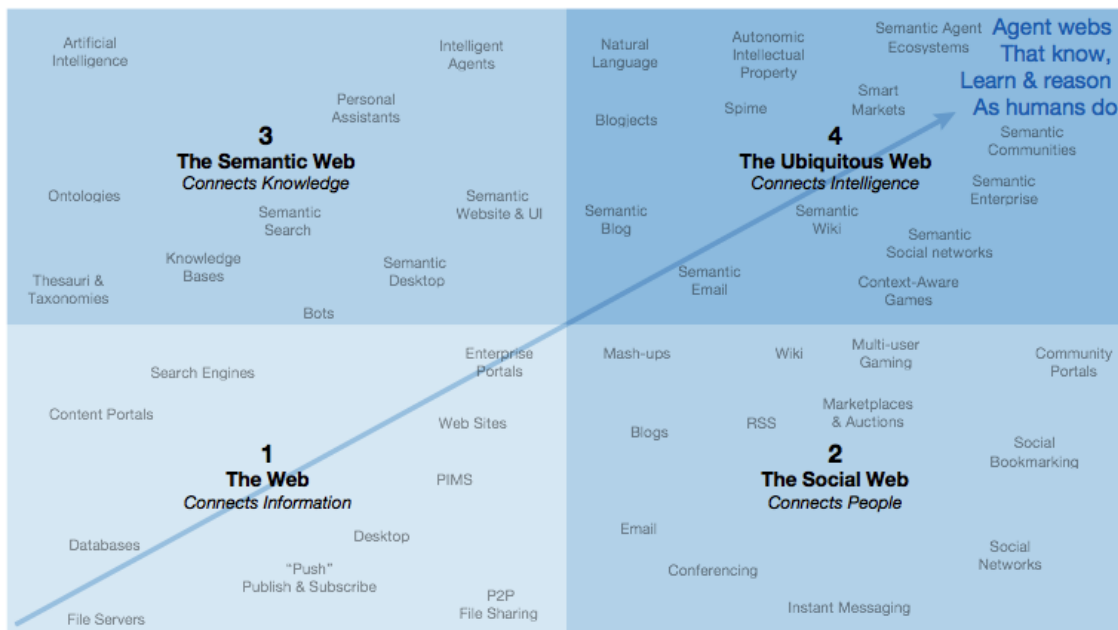 Artificial
Intelligence
Intelligent
Agents
Personal
Assistants
3
The Semantic Web
Connects Knowledge
Ontologies
Semantic
Search
Semantic
Website & UI
Knowledge
Bases
Semantic
Desktop
Thesauri &
Taxonomies
Bots
Natural
Language
Autonomic
Intellectual
Property
Semantic Agent
Ecosystems
Agent webs
That know,
Learn & reason
As humans do
Blogjects
Spime
Smart
Markets
4
The Ubiquitous Web
Connects Intelligence
Semantic
Communities
Semantic
Enterprise
Semantic
Blog
Semantic
Wiki
Semantic
Social networks
Semantic
Email
Context-Aware
Games
Search Engines
Enterprise
Portals
Content Portals
Web Sites
1
The Web
Connects Information
PIMS
Databases
Desktop
“Push”
Publish & Subscribe
File Servers
P2P
File Sharing
Mash-ups
Wiki
Multi-user
Gaming
Community
Portals
Blogs
RSS
Marketplaces
& Auctions
2
The Social Web
Connects People
Social
Bookmarking
Email
Conferencing
Social
Networks
Instant Messaging